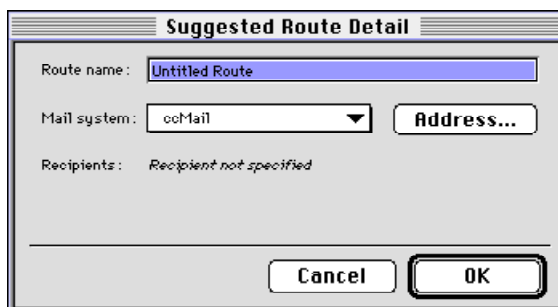 Suggested Route Detail
Route name: Untitled Route
Mail system: ccMail Address...
Recipients: Recipient not specified
Cancel OK